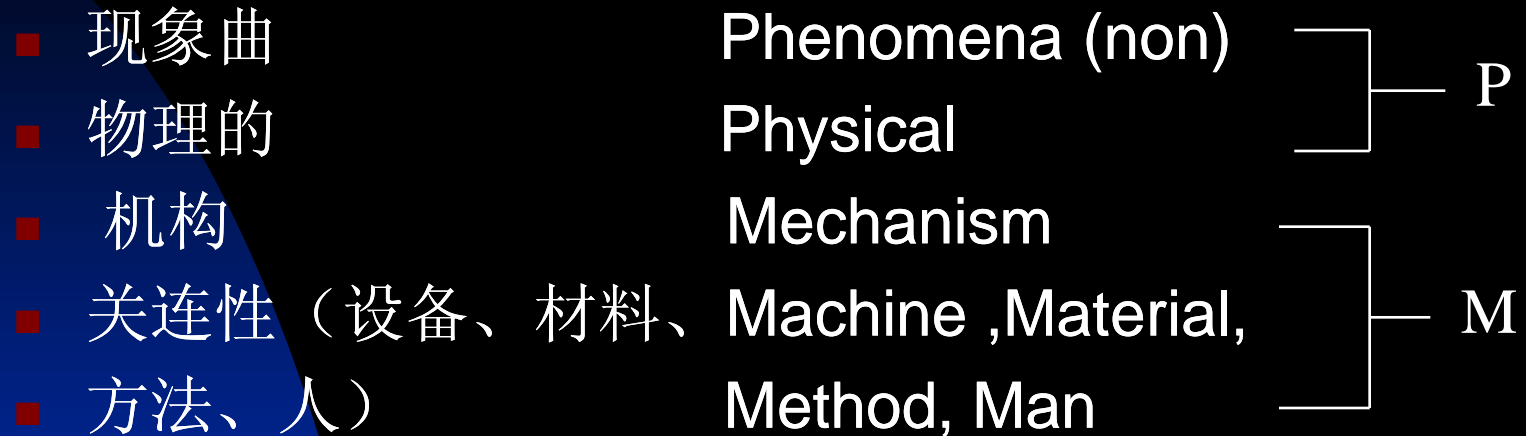 现象曲 Phenomena (non)
P
物理的 Physical
机构 Mechanism
关连性（设备、材料、 Machine ,Material,
M
方法、人） Method, Man